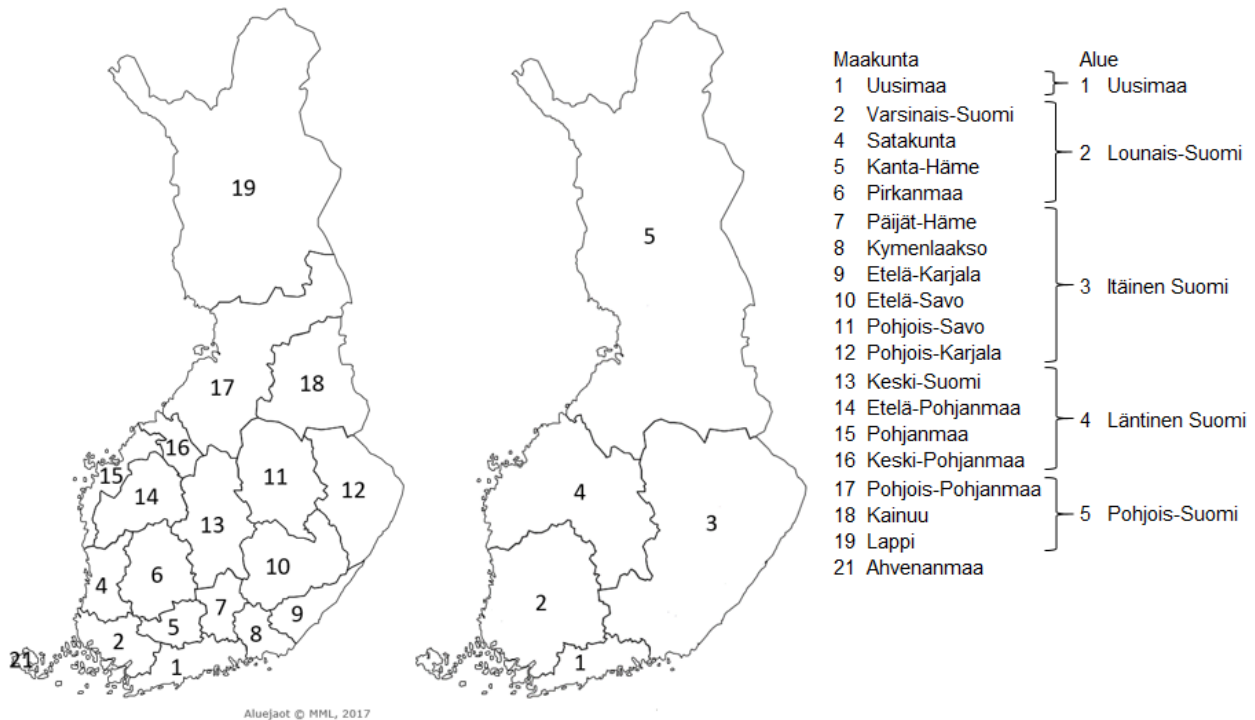 19
17
18
16
15
14
11
12
13
4
6
10
7
9
5
2
8
21
1
Aluejaot © MML, 2017
5
4
3
2
1
Maakunta Alue
1 Uusimaa 1 Uusimaa
2 Varsinais-Suomi
4 Satakunta 2 Lounais-Suomi
5 Kanta-Häme
6 Pirkanmaa
7 Päijät-Häme
8 Kymenlaakso
9 Etelä-Karjala 3 Itäinen Suomi
10 Etelä-Savo
11 Pohjois-Savo
12 Pohjois-Karjala
13 Keski-Suomi
14 Etelä-Pohjanmaa 4 Läntinen Suomi
15 Pohjanmaa
16 Keski-Pohjanmaa
17 Pohjois-Pohjanmaa
18 Kainuu 5 Pohjois-Suomi
19 Lappi
21 Ahvenanmaa